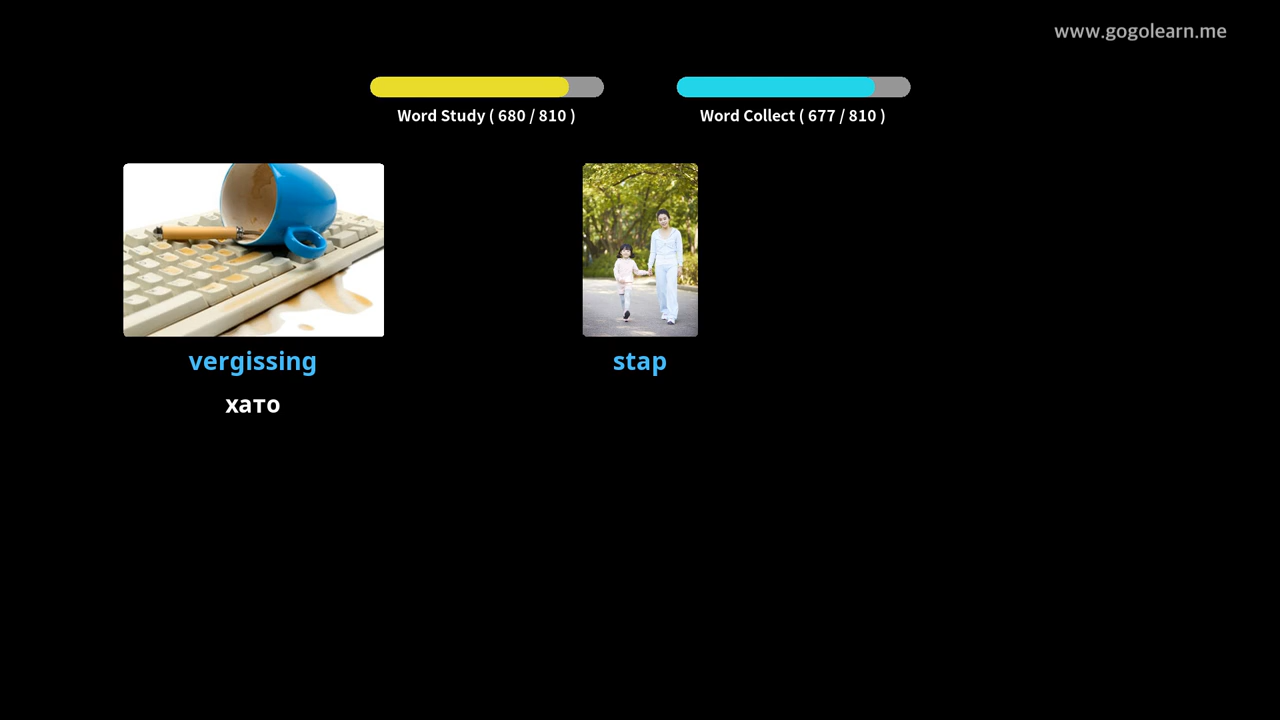 www.gogolearn.me
Word Study ( 680 / 810 )
Word Collect ( 677 / 810 )
vergissing
stap
хато